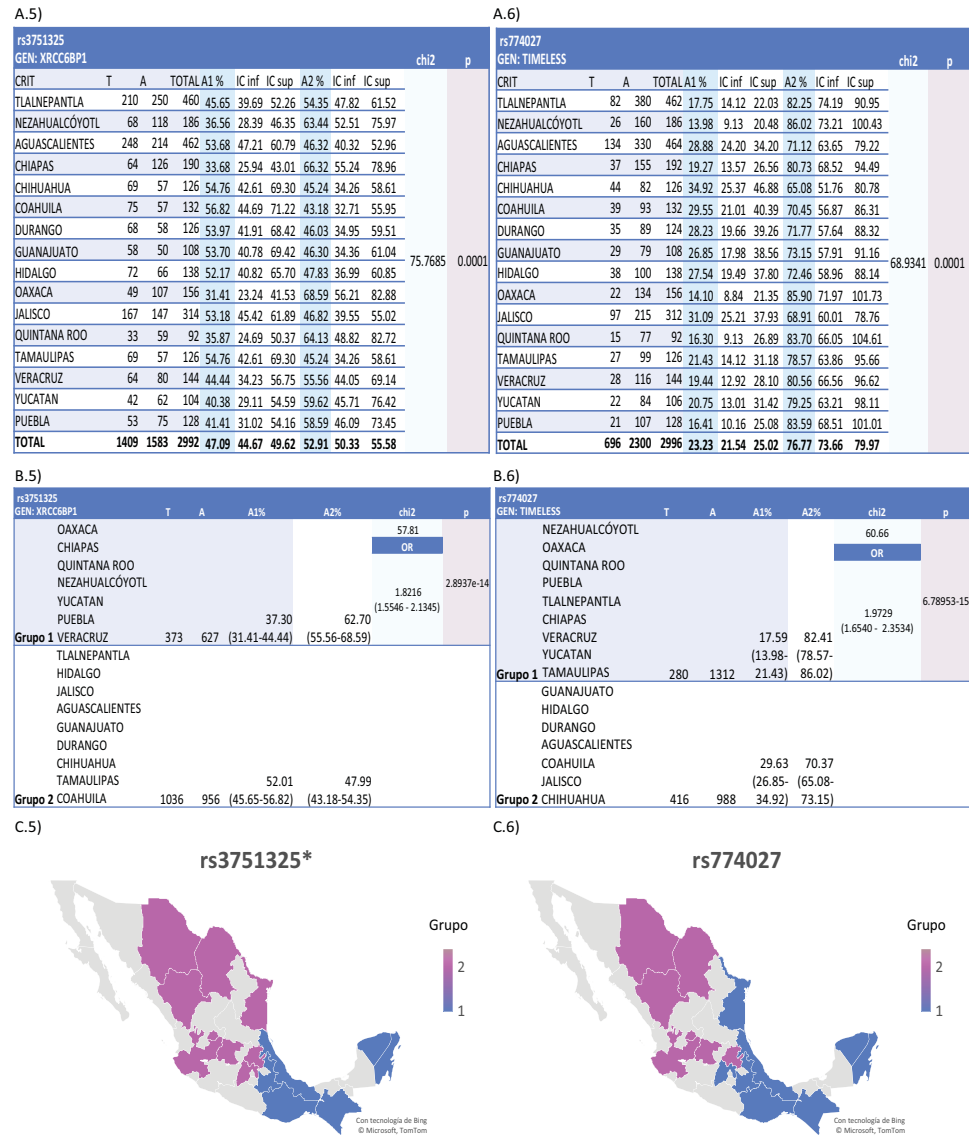 A.5)
rs3751325
GEN: XRCC6BP1 chi2 p
CRIT T A TOTAL A1 % IC inf IC sup A2 % IC inf IC sup
TLALNEPANTLA 210 250 460 45.65 39.69 52.26 54.35 47.82 61.52
NEZAHUALCÓYOTL 68 118 186 36.56 28.39 46.35 63.44 52.51 75.97
AGUASCALIENTES 248 214 462 53.68 47.21 60.79 46.32 40.32 52.96
CHIAPAS 64 126 190 33.68 25.94 43.01 66.32 55.24 78.96
CHIHUAHUA 69 57 126 54.76 42.61 69.30 45.24 34.26 58.61
COAHUILA 75 57 132 56.82 44.69 71.22 43.18 32.71 55.95
DURANGO 68 58 126 53.97 41.91 68.42 46.03 34.95 59.51
GUANAJUATO 58 50 108 53.70 40.78 69.42 46.30 34.36 61.04
75.7685 0.0001
HIDALGO 72 66 138 52.17 40.82 65.70 47.83 36.99 60.85
OAXACA 49 107 156 31.41 23.24 41.53 68.59 56.21 82.88
JALISCO 167 147 314 53.18 45.42 61.89 46.82 39.55 55.02
QUINTANA ROO 33 59 92 35.87 24.69 50.37 64.13 48.82 82.72
TAMAULIPAS 69 57 126 54.76 42.61 69.30 45.24 34.26 58.61
VERACRUZ 64 80 144 44.44 34.23 56.75 55.56 44.05 69.14
YUCATAN 42 62 104 40.38 29.11 54.59 59.62 45.71 76.42
PUEBLA 53 75 128 41.41 31.02 54.16 58.59 46.09 73.45
TOTAL 1409 1583 2992 47.09 44.67 49.62 52.91 50.33 55.58
A.6)
rs774027
GEN: TIMELESS chi2 p
CRIT T A TOTAL A1 % IC inf IC sup A2 % IC inf IC sup
TLALNEPANTLA 82 380 462 17.75 14.12 22.03 82.25 74.19 90.95
NEZAHUALCÓYOTL 26 160 186 13.98 9.13 20.48 86.02 73.21 100.43
AGUASCALIENTES 134 330 464 28.88 24.20 34.20 71.12 63.65 79.22
CHIAPAS 37 155 192 19.27 13.57 26.56 80.73 68.52 94.49
CHIHUAHUA 44 82 126 34.92 25.37 46.88 65.08 51.76 80.78
COAHUILA 39 93 132 29.55 21.01 40.39 70.45 56.87 86.31
DURANGO 35 89 124 28.23 19.66 39.26 71.77 57.64 88.32
GUANAJUATO 29 79 108 26.85 17.98 38.56 73.15 57.91 91.16
68.9341 0.0001
HIDALGO 38 100 138 27.54 19.49 37.80 72.46 58.96 88.14
OAXACA 22 134 156 14.10 8.84 21.35 85.90 71.97 101.73
JALISCO 97 215 312 31.09 25.21 37.93 68.91 60.01 78.76
QUINTANA ROO 15 77 92 16.30 9.13 26.89 83.70 66.05 104.61
TAMAULIPAS 27 99 126 21.43 14.12 31.18 78.57 63.86 95.66
VERACRUZ 28 116 144 19.44 12.92 28.10 80.56 66.56 96.62
YUCATAN 22 84 106 20.75 13.01 31.42 79.25 63.21 98.11
PUEBLA 21 107 128 16.41 10.16 25.08 83.59 68.51 101.01
TOTAL 696 2300 2996 23.23 21.54 25.02 76.77 73.66 79.97
B.5)
rs3751325
GEN: XRCC6BP1 T A A1% A2% chi2 p
OAXACA 57.81
CHIAPAS OR
QUINTANA ROO
NEZAHUALCÓYOTL 2.8937e-14
1.8216
YUCATAN
(1.5546 - 2.1345)
PUEBLA 37.30 62.70
Grupo 1 VERACRUZ 373 627 (31.41-44.44) (55.56-68.59)
TLALNEPANTLA
HIDALGO
JALISCO
AGUASCALIENTES
GUANAJUATO
DURANGO
CHIHUAHUA
TAMAULIPAS 52.01 47.99
Grupo 2 COAHUILA 1036 956 (45.65-56.82) (43.18-54.35)
B.6)
rs774027
GEN: TIMELESS T A A1% A2% chi2 p
NEZAHUALCÓYOTL 60.66
OAXACA OR
QUINTANA ROO
PUEBLA
TLALNEPANTLA 6.78953-15
1.9729
CHIAPAS
(1.6540 - 2.3534)
VERACRUZ 17.59 82.41
YUCATAN (13.98- (78.57-
Grupo 1 TAMAULIPAS 280 1312 21.43) 86.02)
GUANAJUATO
HIDALGO
DURANGO
AGUASCALIENTES
COAHUILA 29.63 70.37
JALISCO (26.85- (65.08-
Grupo 2 CHIHUAHUA 416 988 34.92) 73.15)
C.5)
rs3751325*
Grupo
2
1
Con tecnología de Bing
© Microsoft, TomTom
C.6)
rs774027
Grupo
2
1
Con tecnología de Bing
© Microsoft, TomTom